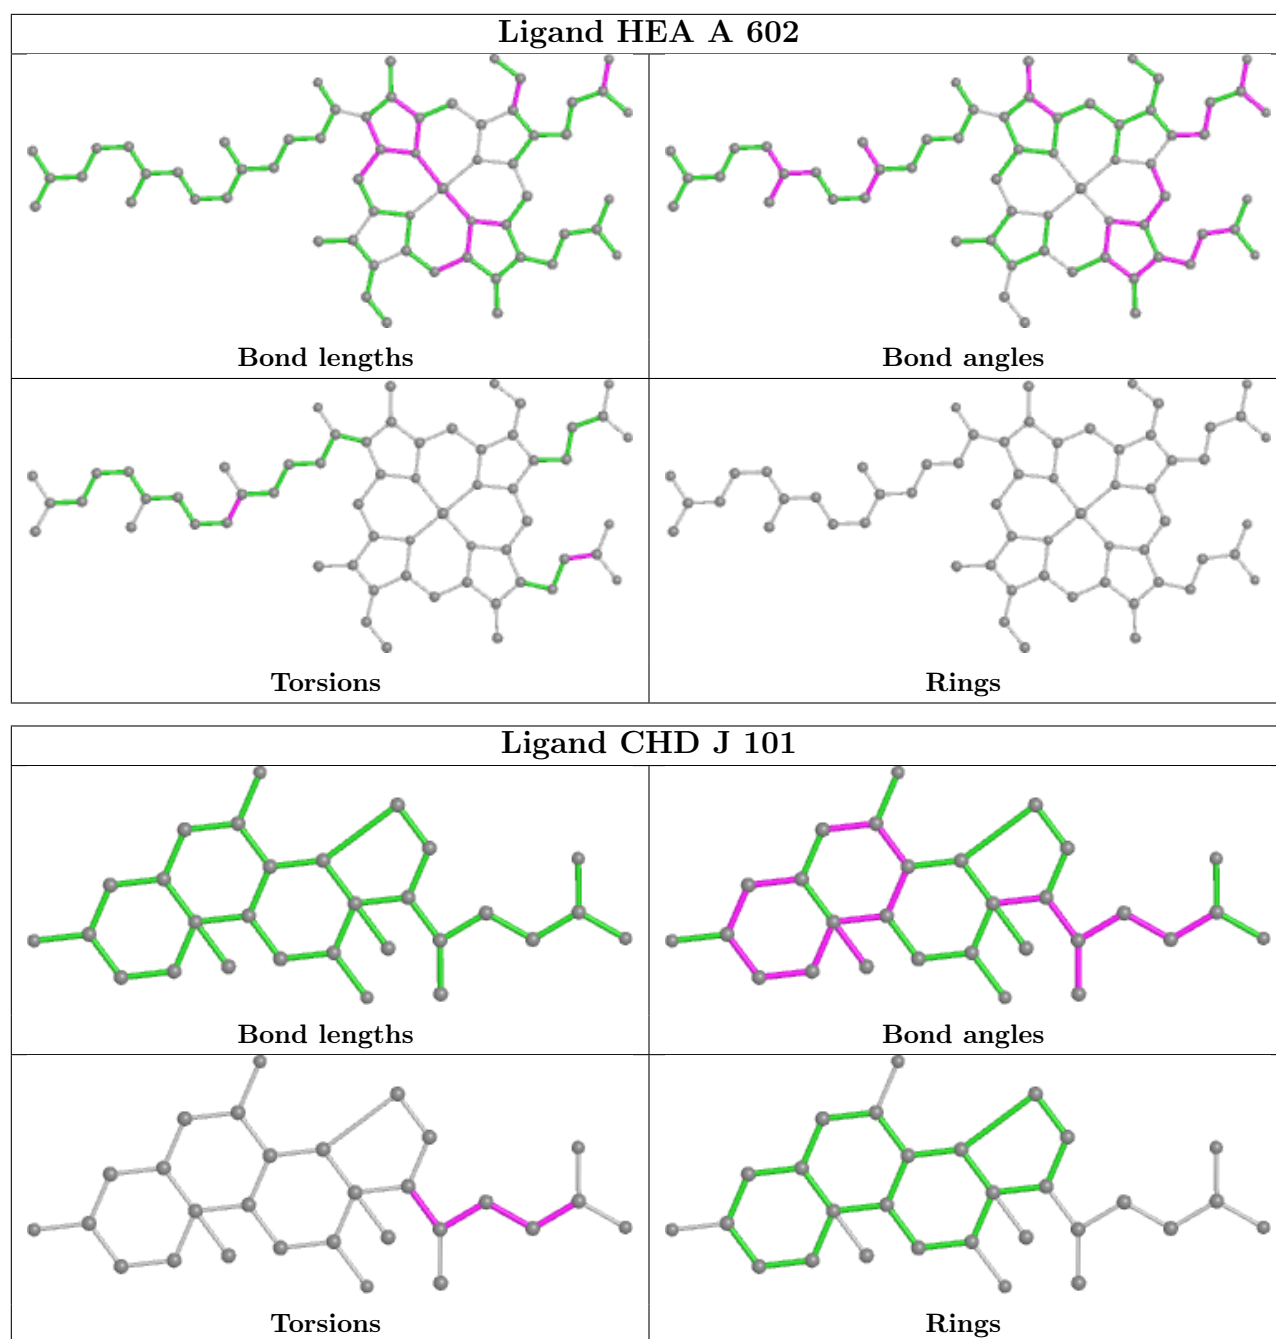 Ligand HEA A 602
Bond lengths
Bond angles
Torsions
Rings
Ligand CHD J 101
Bond lengths
Bond angles
Torsions
Rings